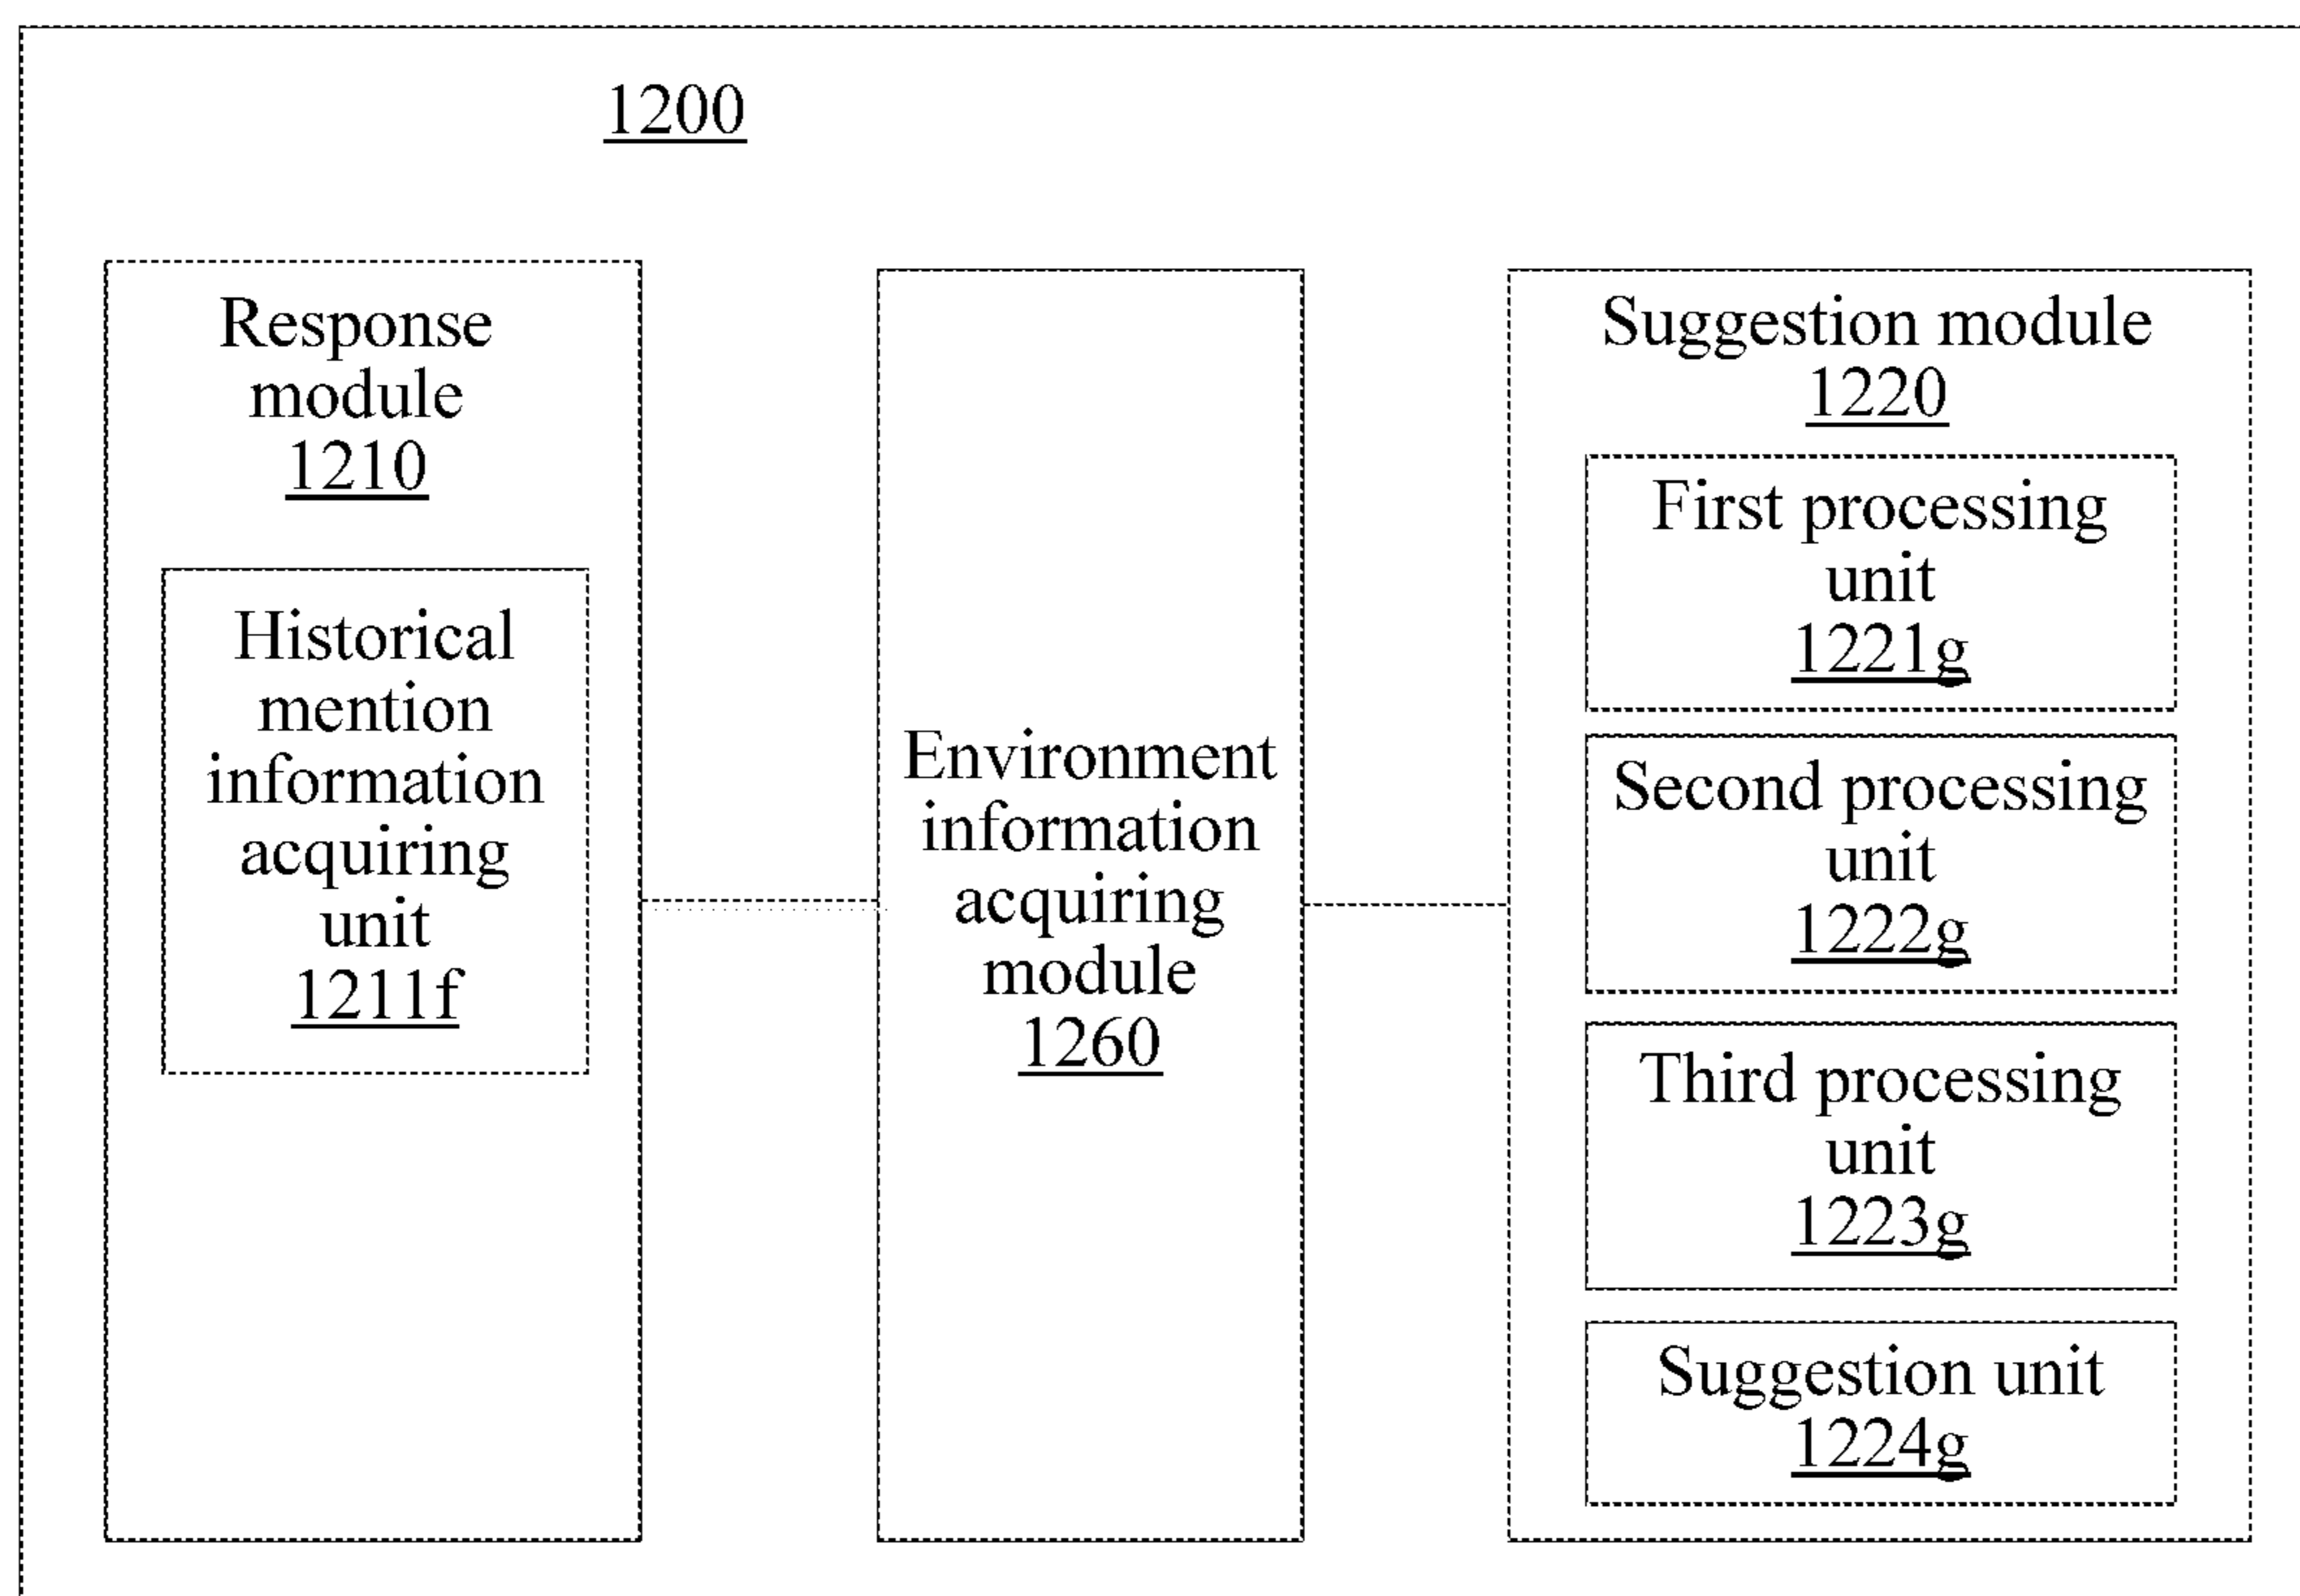 1200
Response
module
1210
Historical
mention
information
acquiring
unit
1211f
Environment
information
acquiring
module
1260
Suggestion module
1220
First processing
unit
1221g
Second processing
unit
1222g
Third processing
unit
1223g
Suggestion unit
1224g